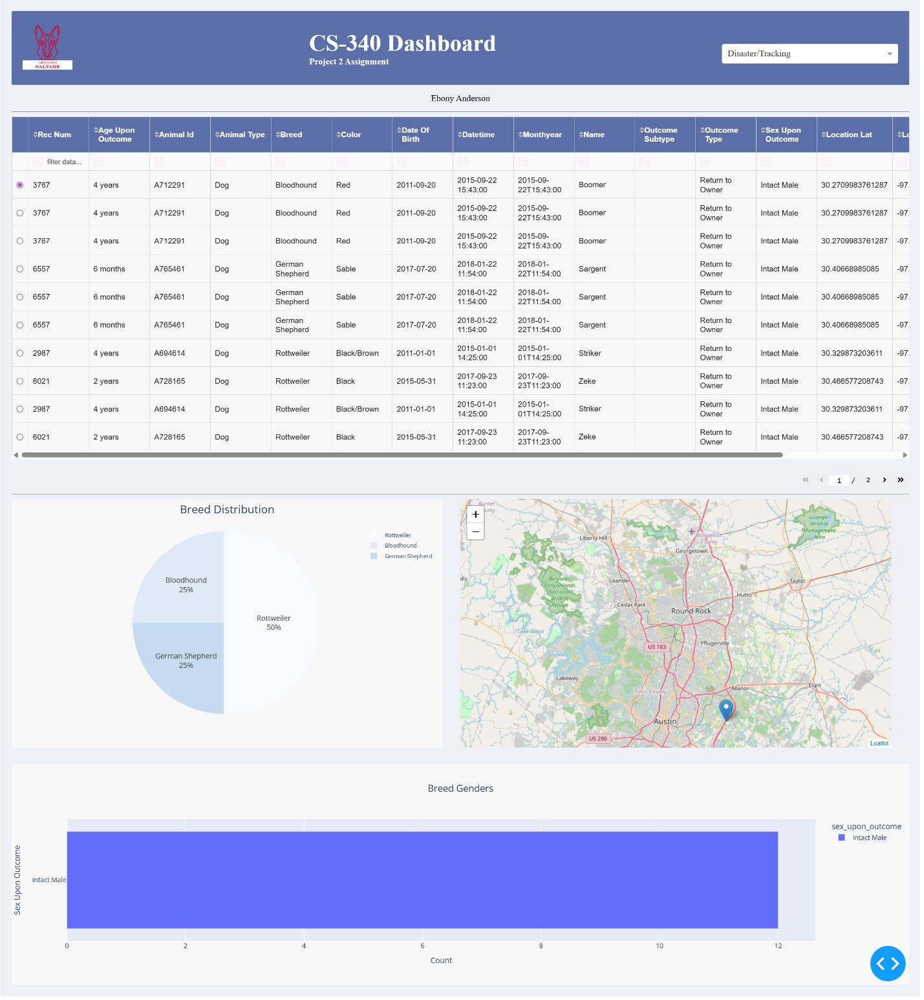 CS-340 Dashboard
Project 2 Assignment
GRAZIOSO
SALVARE
Disaster/Tracking
Ebony Anderson
Rec Num Age Upon Outcome Animal Id Animal Type Breed Color Date Of Birth Datetime Monthyear Name Outcome Subtype Outcome Type Sex Upon Outcome Location Lat Lo
filter data...
3767 4 years A712291 Dog Bloodhound Red 2011-09-20 2015-09-22 15:43:00 2015-09-22T15:43:00 Boomer Return to Owner Intact Male 30.2709983761287 -97.
3767 4 years A712291 Dog Bloodhound Red 2011-09-20 2015-09-22 15:43:00 2015-09-22T15:43:00 Boomer Return to Owner Intact Male 30.2709983761287 -97.
3767 4 years A712291 Dog Bloodhound Red 2011-09-20 2015-09-22 15:43:00 2015-09-22T15:43:00 Boomer Return to Owner Intact Male 30.2709983761287 -97.
6557 6 months A765461 Dog German Shepherd Sable 2017-07-20 2018-01-22 11:54:00 2018-01-22T11:54:00 Sargent Return to Owner Intact Male 30.40668985085 -97.
6557 6 months A765461 Dog German Shepherd Sable 2017-07-20 2018-01-22 11:54:00 2018-01-22T11:54:00 Sargent Return to Owner Intact Male 30.40668985085 -97.
6557 6 months A765461 Dog German Shepherd Sable 2017-07-20 2018-01-22 11:54:00 2018-01-22T11:54:00 Sargent Return to Owner Intact Male 30.40668985085 -97.
2987 4 years A694614 Dog Rottweiler Black/Brown 2011-01-01 2015-01-01 14:25:00 2015-01-01T14:25:00 Striker Return to Owner Intact Male 30.329873203611 -97.
6021 2 years A728165 Dog Rottweiler Black 2015-05-31 2017-09-23 11:23:00 2017-09-23T11:23:00 Zeke Return to Owner Intact Male 30.466577208743 -97.
2987 4 years A694614 Dog Rottweiler Black/Brown 2011-01-01 2015-01-01 14:25:00 2015-01-01T14:25:00 Striker Return to Owner Intact Male 30.329873203611 -97.
6021 2 years A728165 Dog Rottweiler Black 2015-05-31 2017-09-23 11:23:00 2017-09-23T11:23:00 Zeke Return to Owner Intact Male 30.466577208743 -97.
1 / 2
Breed Distribution
Rottweiler
Bloodhound
German Shepherd
Bloodhound
25%
Rottweiler
50%
German Shepherd
25%
+
−
Burnet
ounty
Granger
Wildlife
Management
Area
Liberty Hill
Williamson
County
Georgetown
alls
Balcones
Canyonlands
National
Wildlife
Refuge
Leander
Taylor
Hutto
Cedar Park
Round Rock
Lake Travis
US 183
Pflugerville
Lakeway
Elgin
Manor
Travis County
Austin
US 290
Leaflet
Breed Genders
sex_upon_outcome
Intact Male
Sex Upon Outcome
Intact Male
0 2 4 6 8 10 12
Count